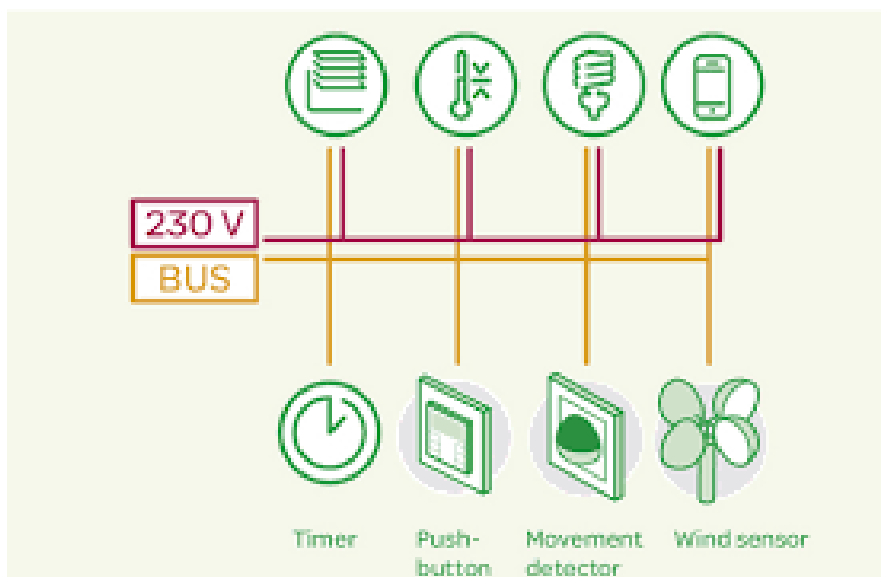 230 V
BUS
Timer
Push-
button
Movement
detector
Wind sensor